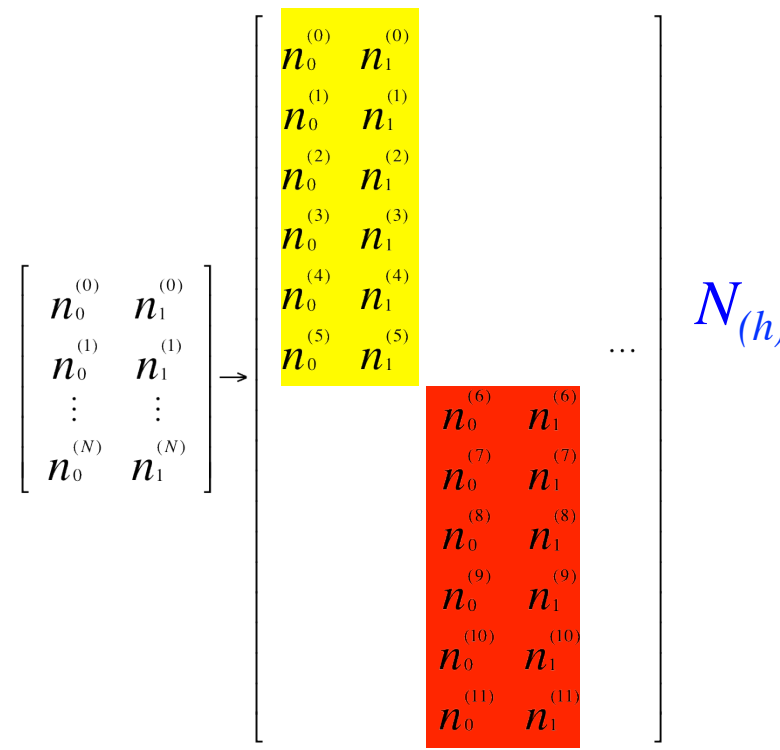 n₀⁽⁰⁾ n₁⁽⁰⁾
n₀⁽¹⁾ n₁⁽¹⁾
⋮ ⋮
n₀⁽ᴺ⁾ n₁⁽ᴺ⁾
→
n₀⁽⁰⁾ n₁⁽⁰⁾
n₀⁽¹⁾ n₁⁽¹⁾
n₀⁽²⁾ n₁⁽²⁾
n₀⁽³⁾ n₁⁽³⁾
n₀⁽⁴⁾ n₁⁽⁴⁾
n₀⁽⁵⁾ n₁⁽⁵⁾
…
n₀⁽⁶⁾ n₁⁽⁶⁾
n₀⁽⁷⁾ n₁⁽⁷⁾
n₀⁽⁸⁾ n₁⁽⁸⁾
n₀⁽⁹⁾ n₁⁽⁹⁾
n₀⁽¹⁰⁾ n₁⁽¹⁰⁾
n₀⁽¹¹⁾ n₁⁽¹¹⁾
N₍ₕ₎